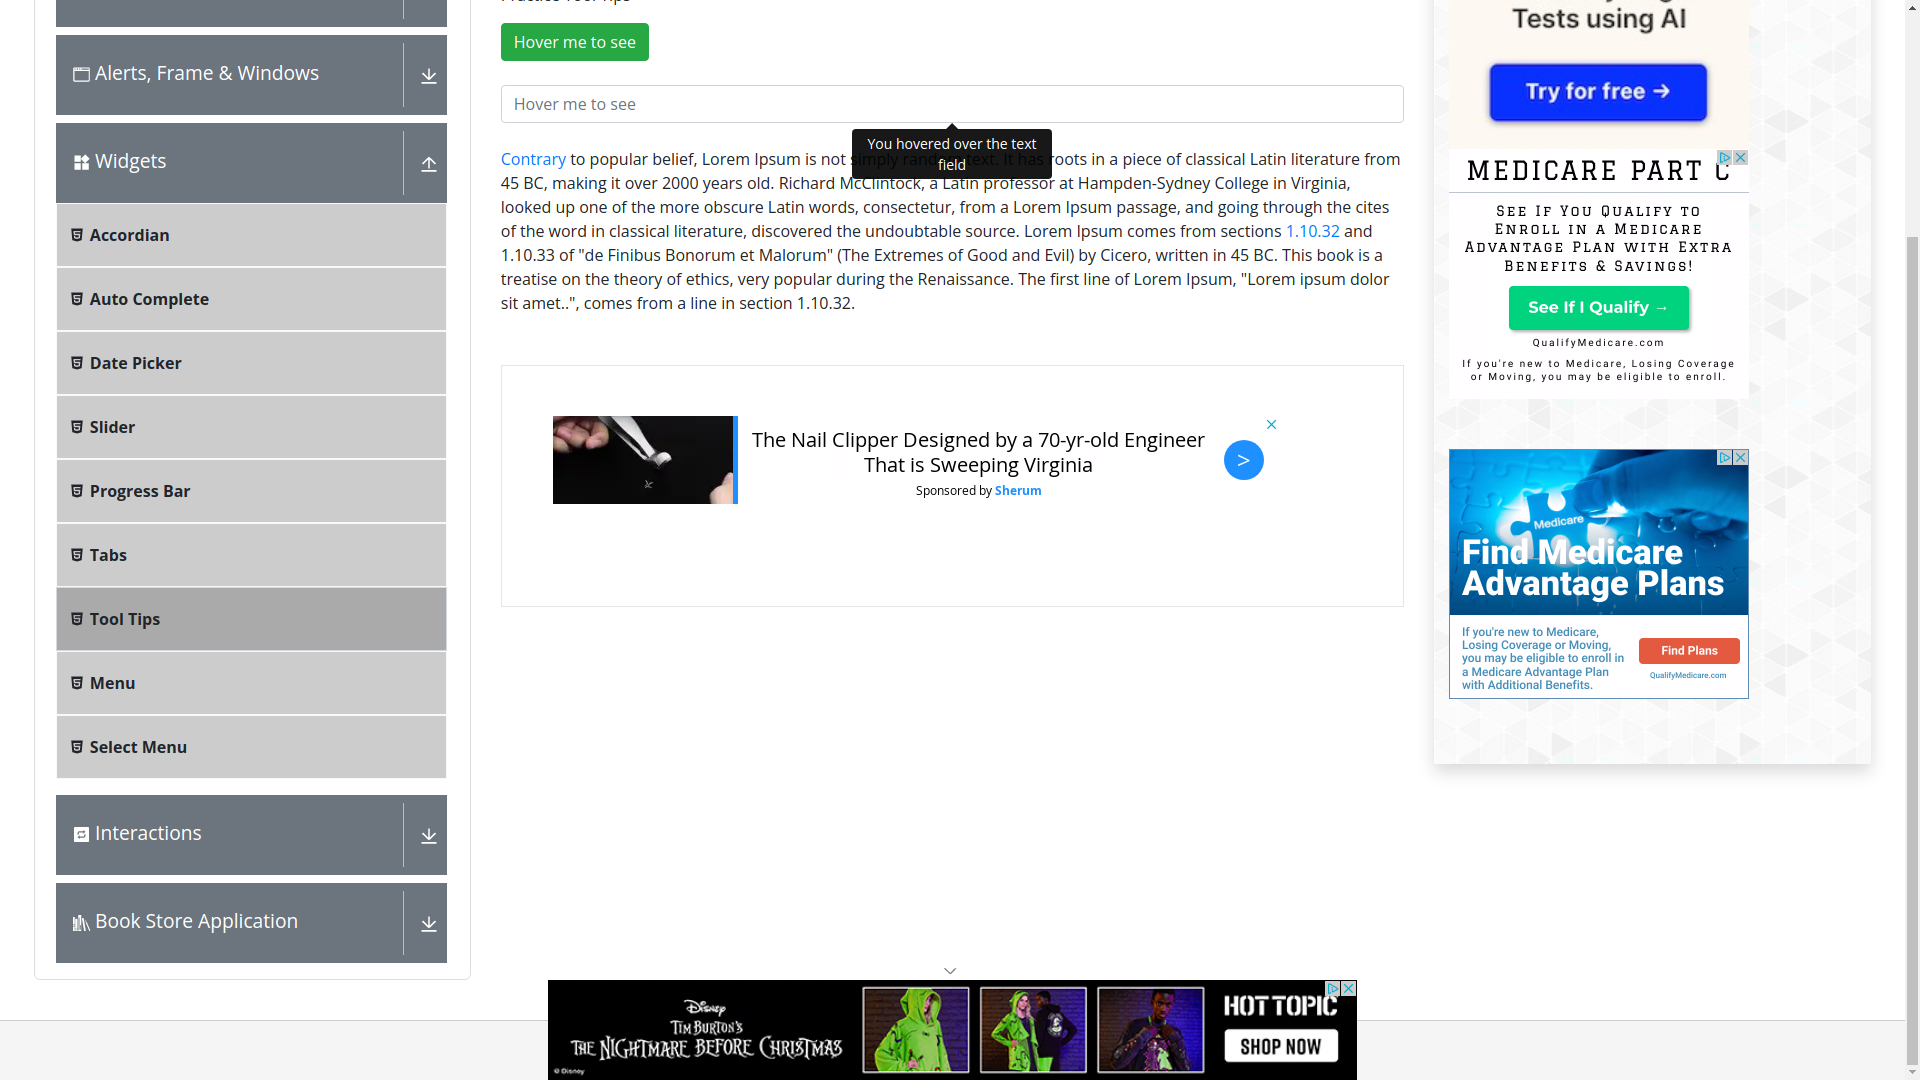 Hover me to see
Alerts, Frame & Windows
Hover me to see
You hovered over the text
field
Widgets
Contrary to popular belief, Lorem Ipsum is not simply random text. It has roots in a piece of classical Latin literature from
45 BC, making it over 2000 years old. Richard McClintock, a Latin professor at Hampden-Sydney College in Virginia,
looked up one of the more obscure Latin words, consectetur, from a Lorem Ipsum passage, and going through the cites
of the word in classical literature, discovered the undoubtable source. Lorem Ipsum comes from sections 1.10.32 and
1.10.33 of "de Finibus Bonorum et Malorum" (The Extremes of Good and Evil) by Cicero, written in 45 BC. This book is a
treatise on the theory of ethics, very popular during the Renaissance. The first line of Lorem Ipsum, "Lorem ipsum dolor
sit amet..", comes from a line in section 1.10.32.
Accordian
Auto Complete
Date Picker
Slider
Progress Bar
Tabs
Tool Tips
Menu
Select Menu
Interactions
Book Store Application
The Nail Clipper Designed by a 70-yr-old Engineer
That is Sweeping Virginia
Sponsored by Sherum
>
Tests using AI
Try for free →
MEDICARE PART C
See If You Qualify to
Enroll in a Medicare
Advantage Plan with Extra
Benefits & Savings!
See If I Qualify →
QualifyMedicare.com
If you're new to Medicare, Losing Coverage
or Moving, you may be eligible to enroll.
Medicare
Find Medicare
Advantage Plans
If you're new to Medicare,
Losing Coverage or Moving,
you may be eligible to enroll in
a Medicare Advantage Plan
with Additional Benefits.
Find Plans
QualifyMedicare.com
Disney
TIM BURTON'S
THE NIGHTMARE BEFORE CHRISTMAS
© Disney
HOT TOPIC
SHOP NOW